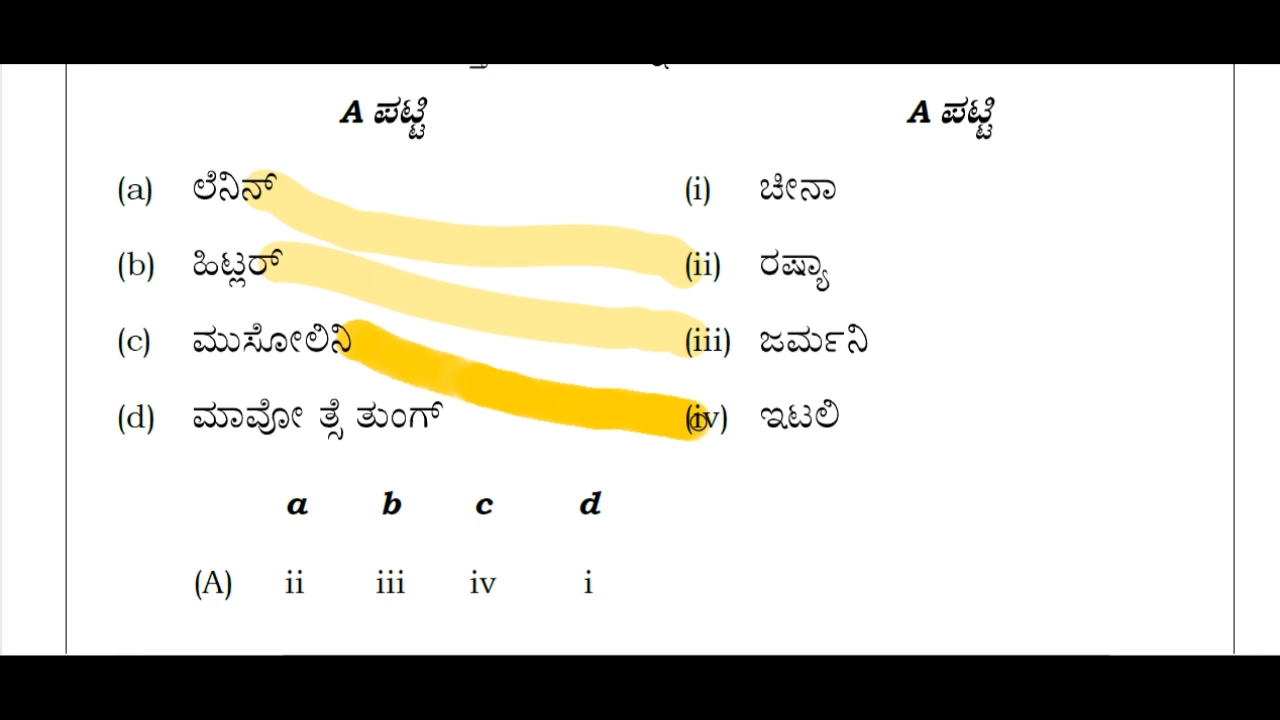 A ಪಟ್ಟಿ A ಪಟ್ಟಿ
(a) ಲೆನಿನ್ (i) ಚೀನಾ
(b) ಹಿಟ್ಲರ್ (ii) ರಷ್ಯಾ
(c) ಮುಸೋಲಿನಿ (iii) ಜರ್ಮನಿ
(d) ಮಾವೋ ತ್ಸೆ ತುಂಗ್ (iv) ಇಟಲಿ
a b c d
(A) ii iii iv i